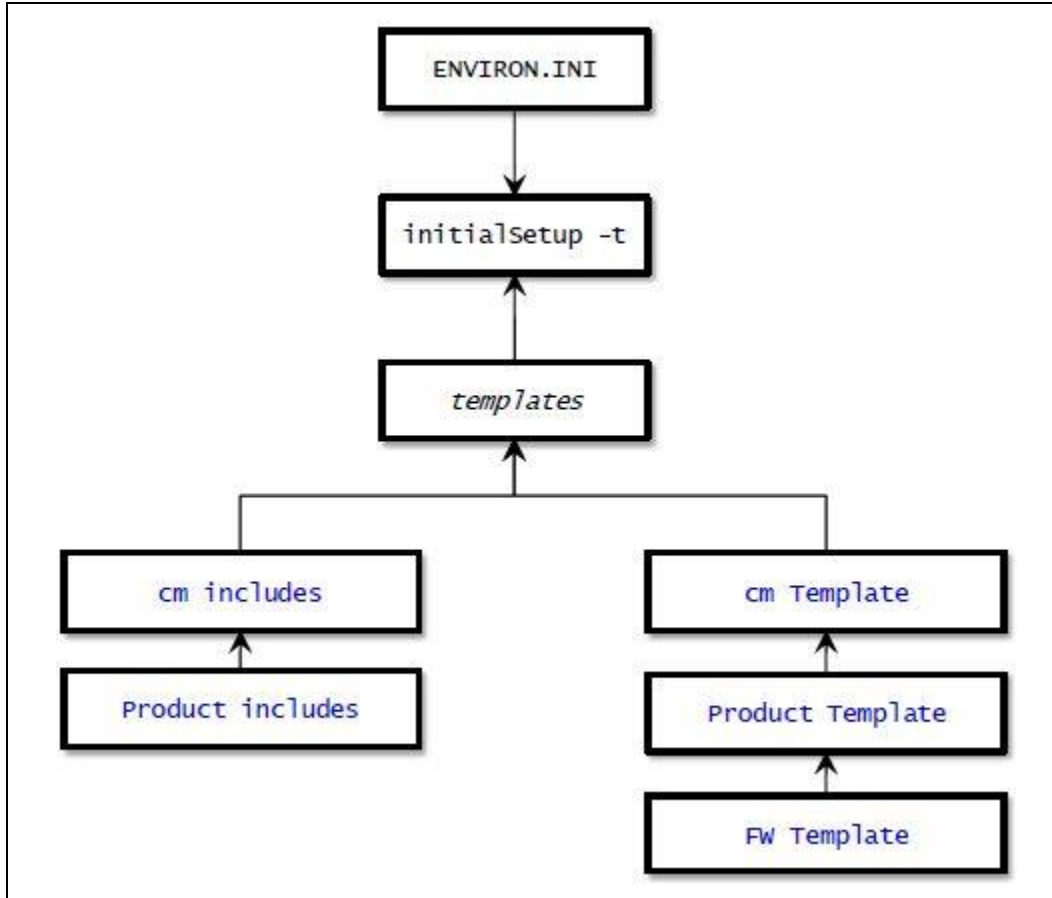 ENVIRON.INI
initialSetup –t
templates
cm includes
cm Template
Product includes
Product Template
FW Template